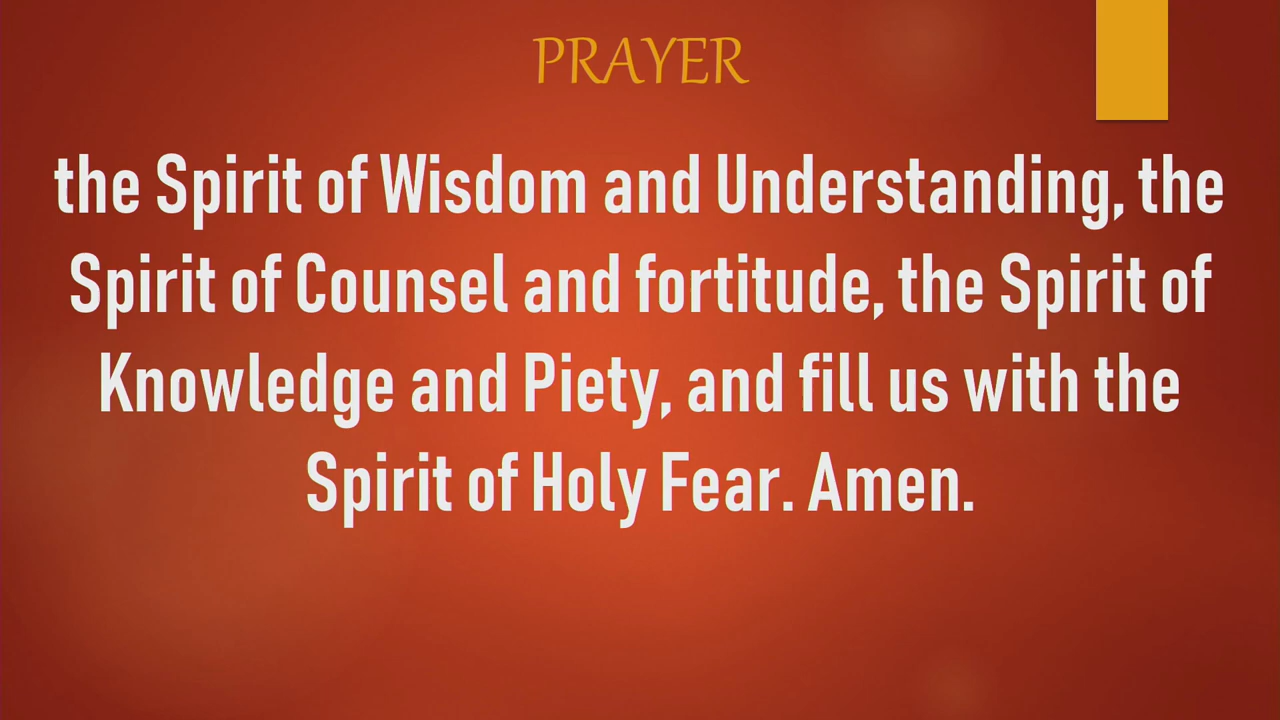 PRAYER
the Spirit of Wisdom and Understanding, the
Spirit of Counsel and fortitude, the Spirit of
Knowledge and Piety, and fill us with the
Spirit of Holy Fear. Amen.